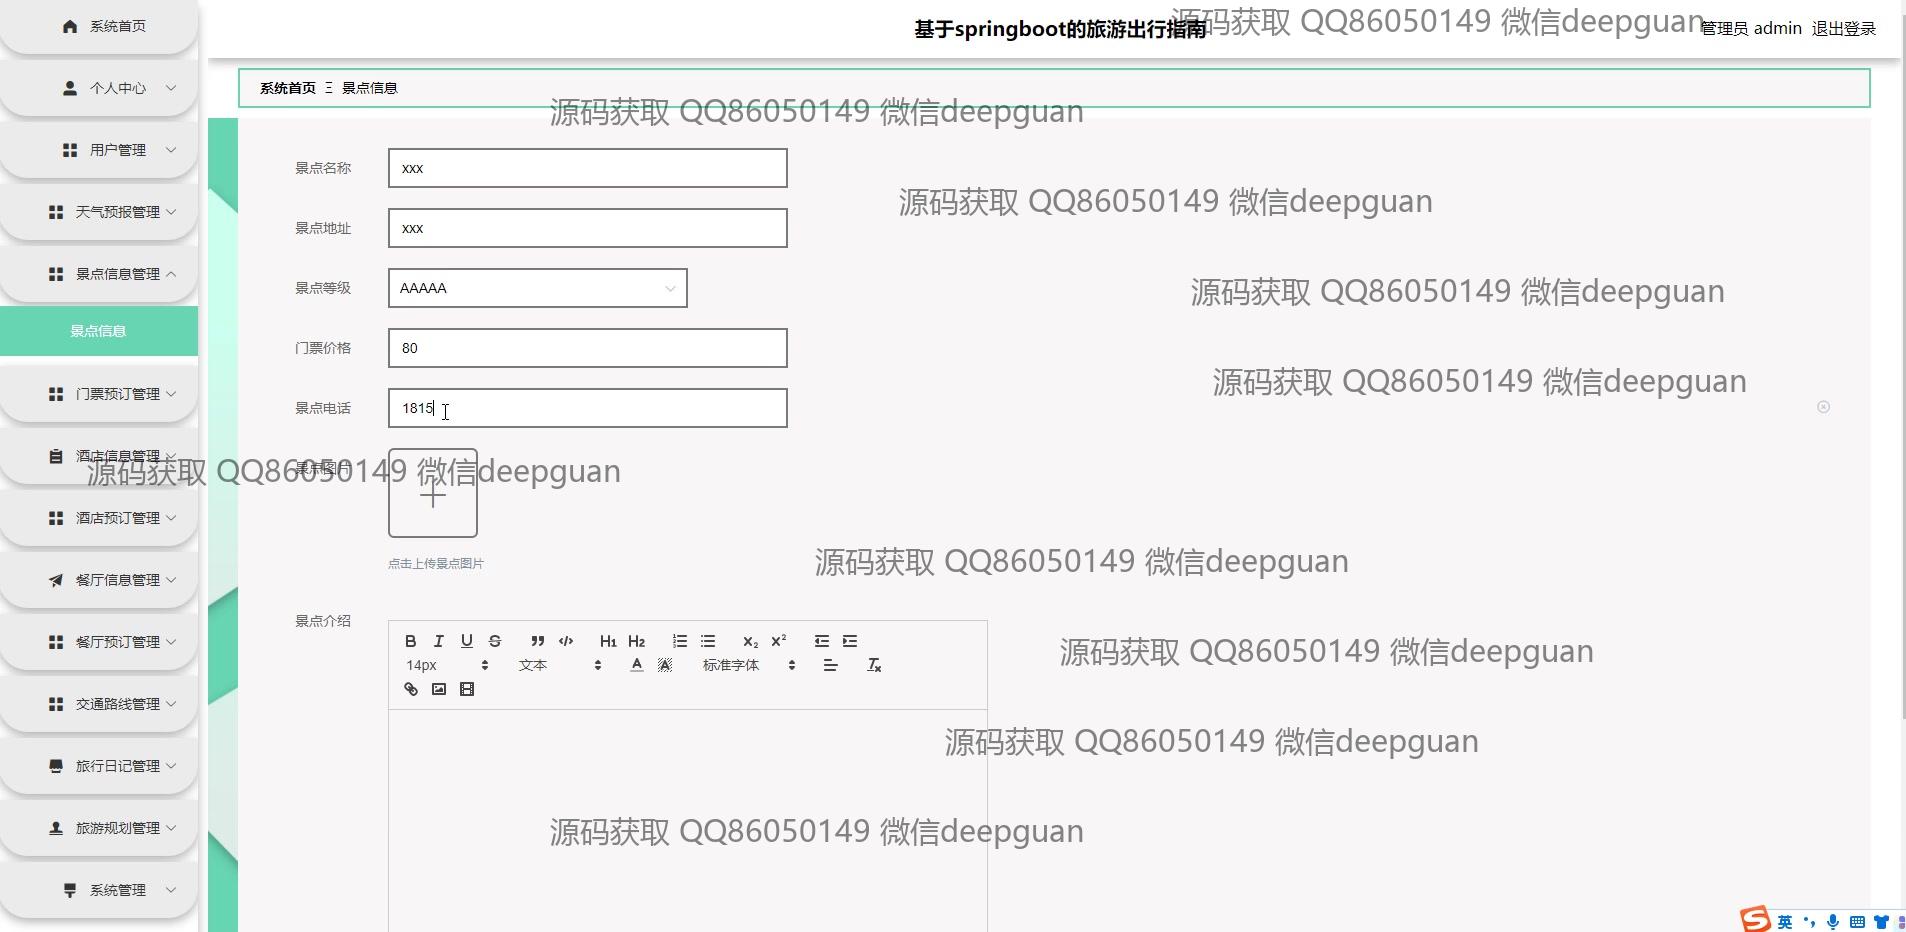 系统首页
个人中心
用户管理
天气预报管理
景点信息管理
景点信息
门票预订管理
酒店信息管理
酒店预订管理
餐厅信息管理
餐厅预订管理
交通路线管理
旅行日记管理
旅游规划管理
系统管理
基于springboot的旅游出行指南
管理员 admin 退出登录
系统首页 Ξ 景点信息
景点名称 xxx
景点地址 xxx
景点等级 AAAAA
门票价格 80
景点电话 1815
景点图片
点击上传景点图片
景点介绍
B I U S H1 H2 X₂ X²
14px 文本 A A 标准字体
源码获取 QQ86050149 微信deepguan
源码获取 QQ86050149 微信deepguan
源码获取 QQ86050149 微信deepguan
源码获取 QQ86050149 微信deepguan
源码获取 QQ86050149 微信deepguan
源码获取 QQ86050149 微信deepguan
源码获取 QQ86050149 微信deepguan
源码获取 QQ86050149 微信deepguan
源码获取 QQ86050149 微信deepguan
源码获取 QQ86050149 微信deepguan
英